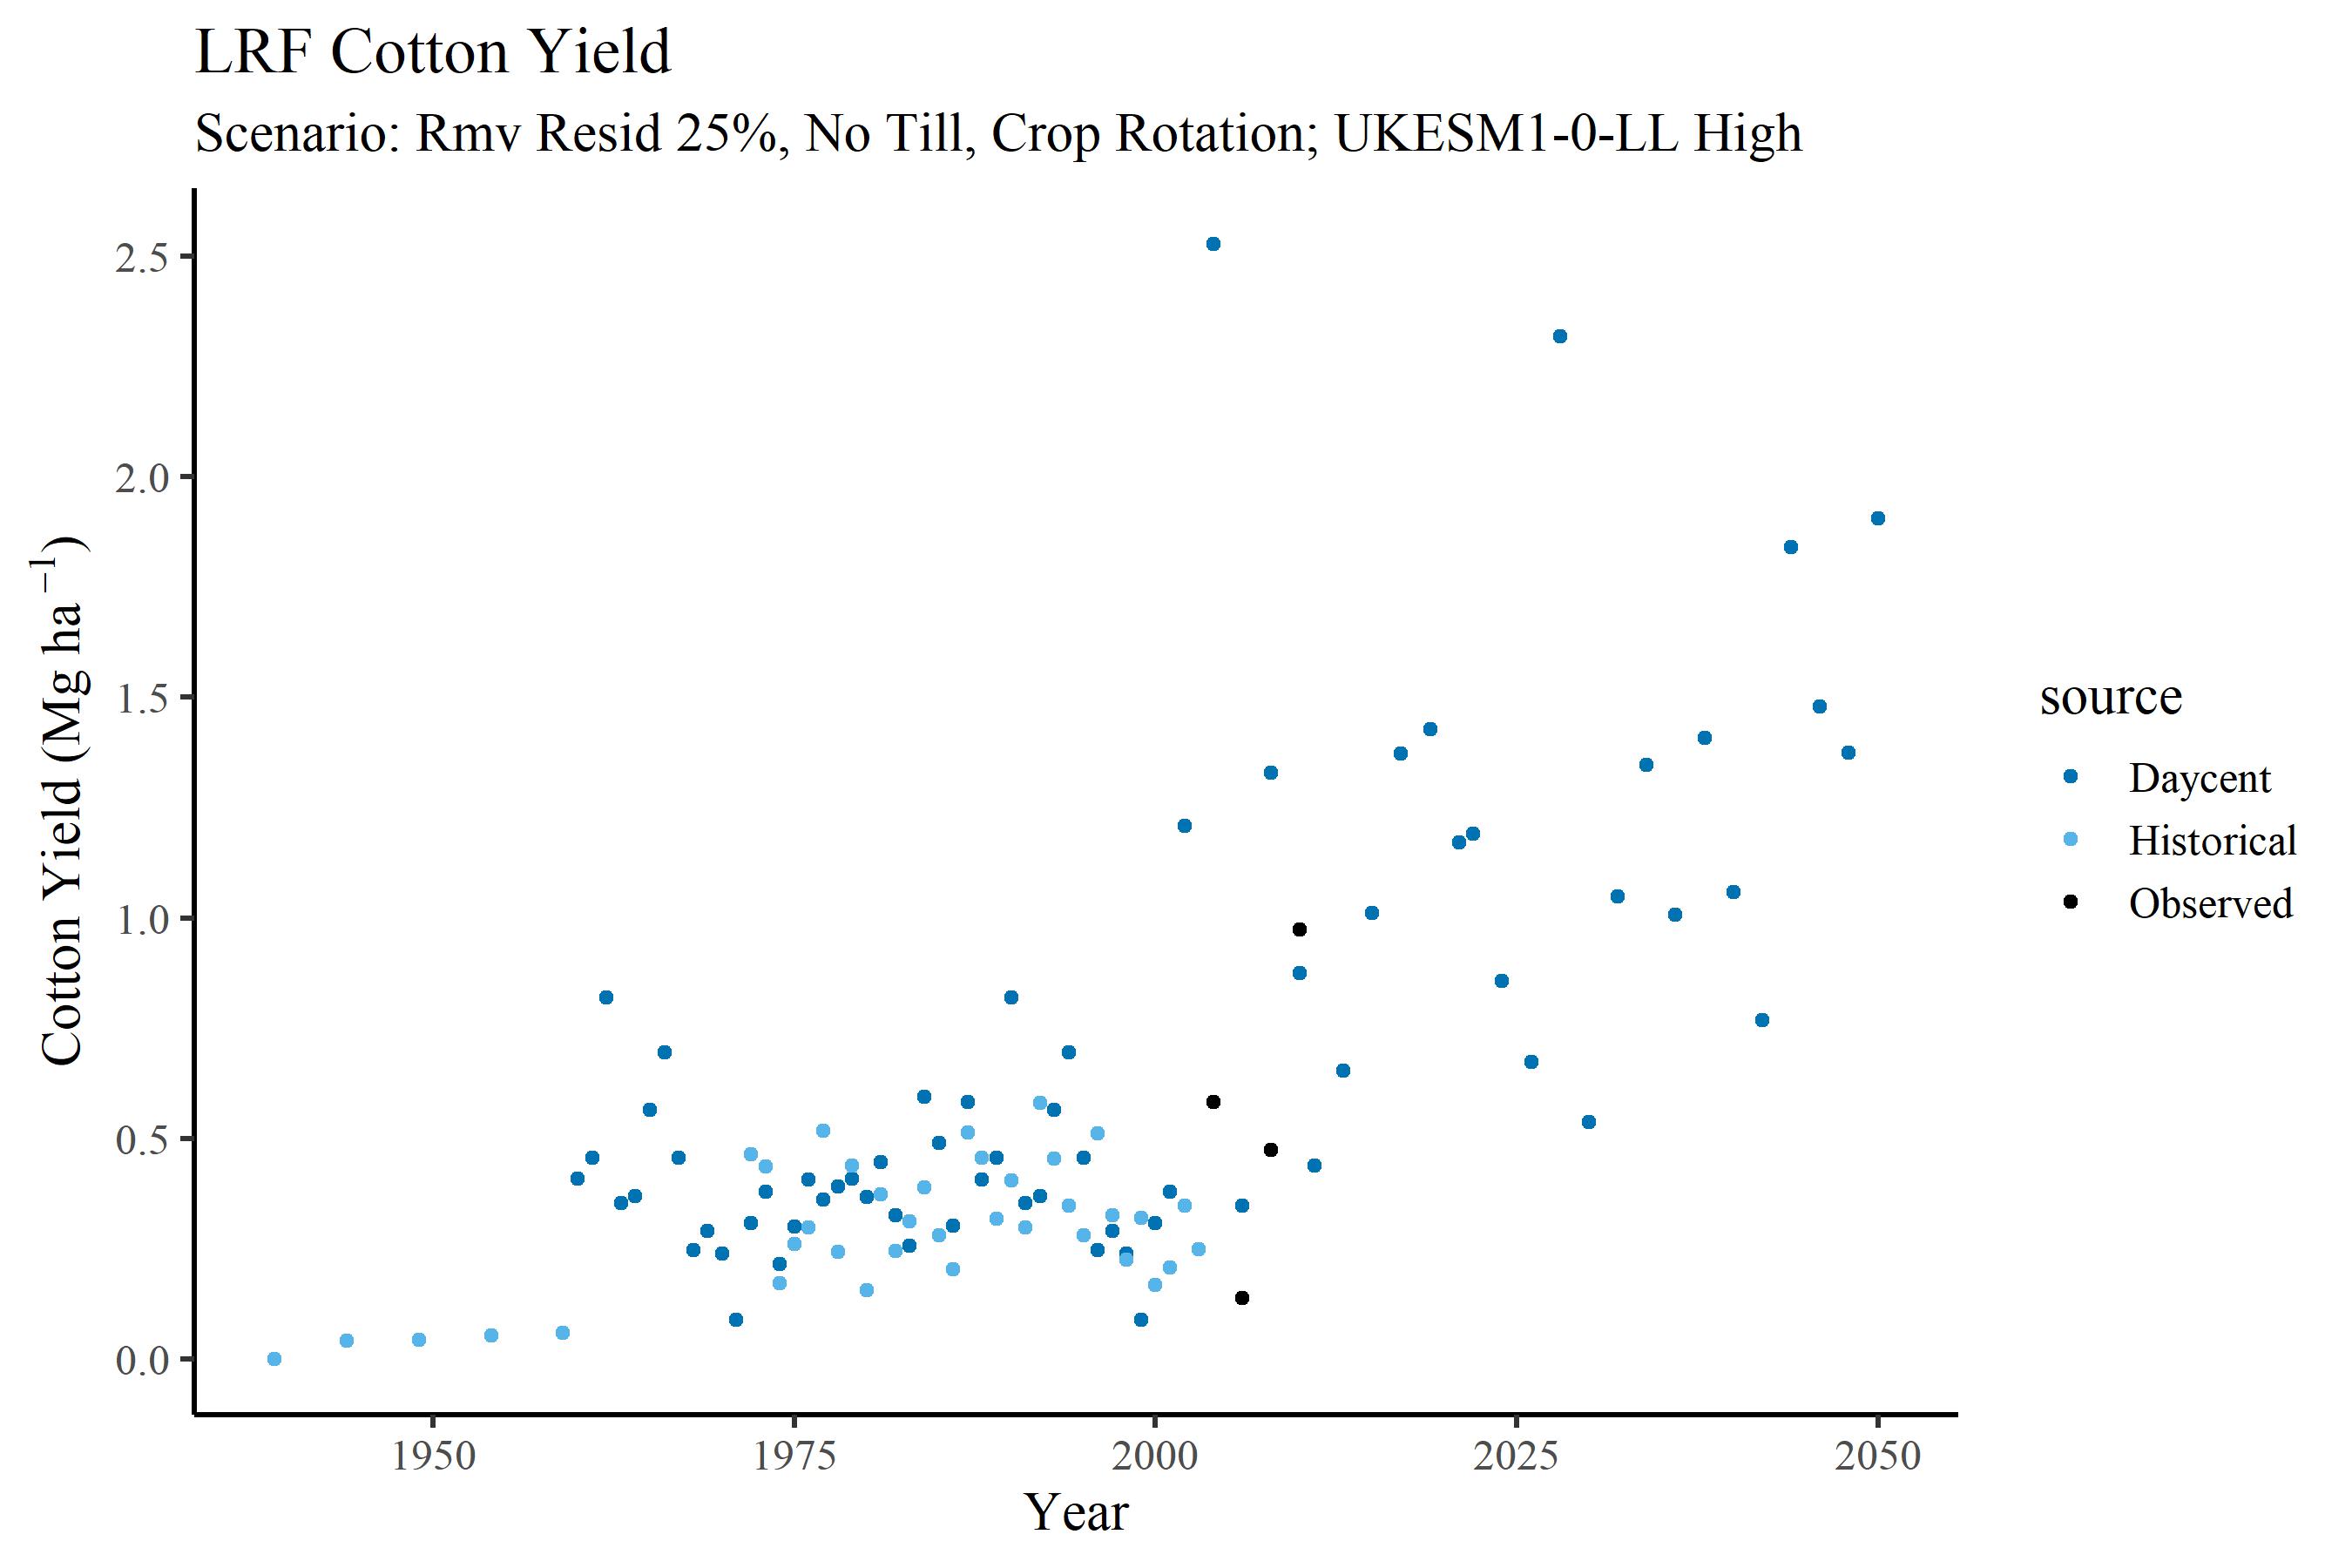 LRF Cotton Yield
Scenario: Rmv Resid 25%, No Till, Crop Rotation; UKESM1-0-LL High
Cotton Yield (Mg ha⁻¹)
2.5
2.0
1.5
1.0
0.5
0.0
1950 1975 2000 2025 2050
Year
source
Daycent
Historical
Observed